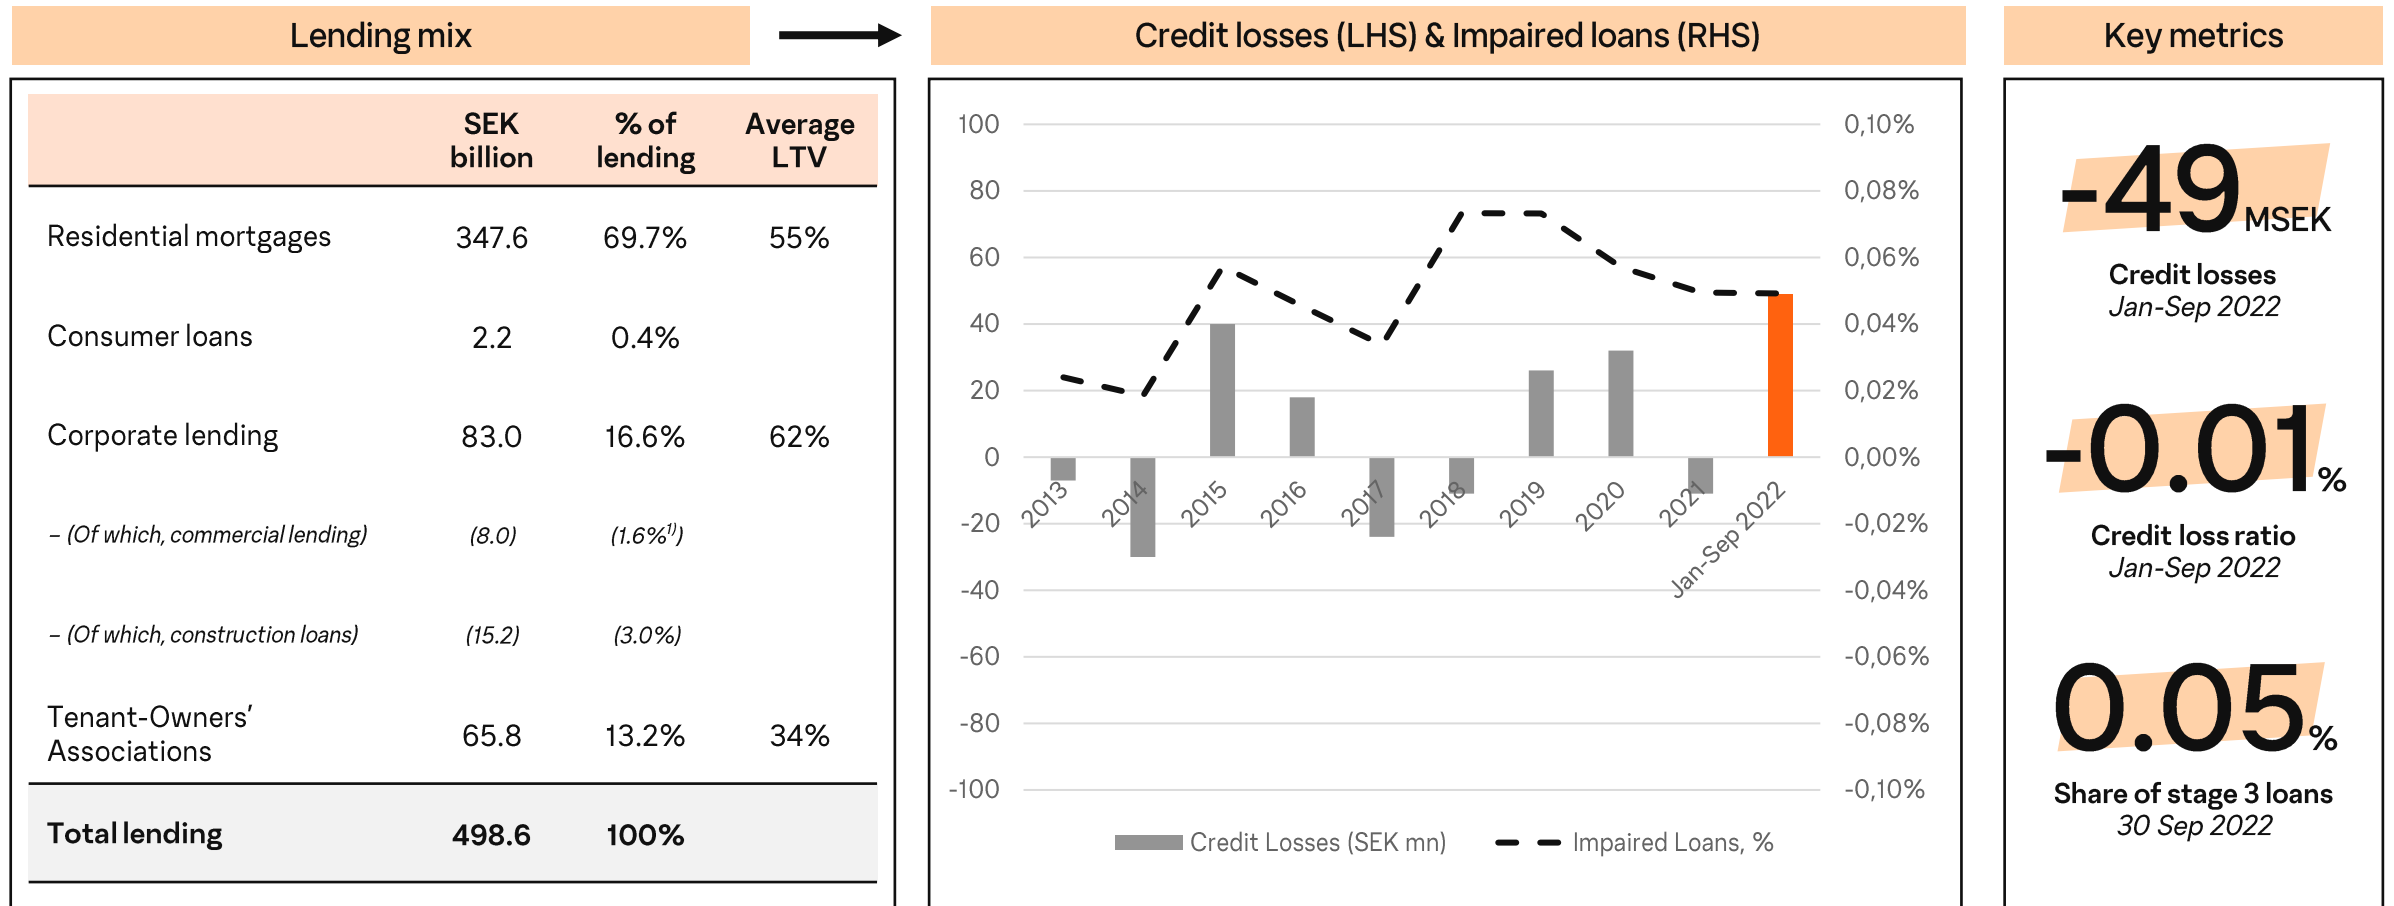 Lending mix
SEK billion % of lending Average LTV
Residential mortgages 347.6 69.7% 55%
Consumer loans 2.2 0.4%
Corporate lending 83.0 16.6% 62%
– (Of which, commercial lending) (8.0) (1.6%¹⁾)
– (Of which, construction loans) (15.2) (3.0%)
Tenant-Owners’ Associations 65.8 13.2% 34%
Total lending 498.6 100%
Credit losses (LHS) & Impaired loans (RHS)
100 0,10%
80 0,08%
60 0,06%
40 0,04%
20 0,02%
0 0,00%
-20 -0,02%
-40 -0,04%
-60 -0,06%
-80 -0,08%
-100 -0,10%
2013 2014 2015 2016 2017 2018 2019 2020 2021 Jan-Sep 2022
Credit Losses (SEK mn) Impaired Loans, %
Key metrics
-49 MSEK
Credit losses
Jan-Sep 2022
-0.01%
Credit loss ratio
Jan-Sep 2022
0.05%
Share of stage 3 loans
30 Sep 2022